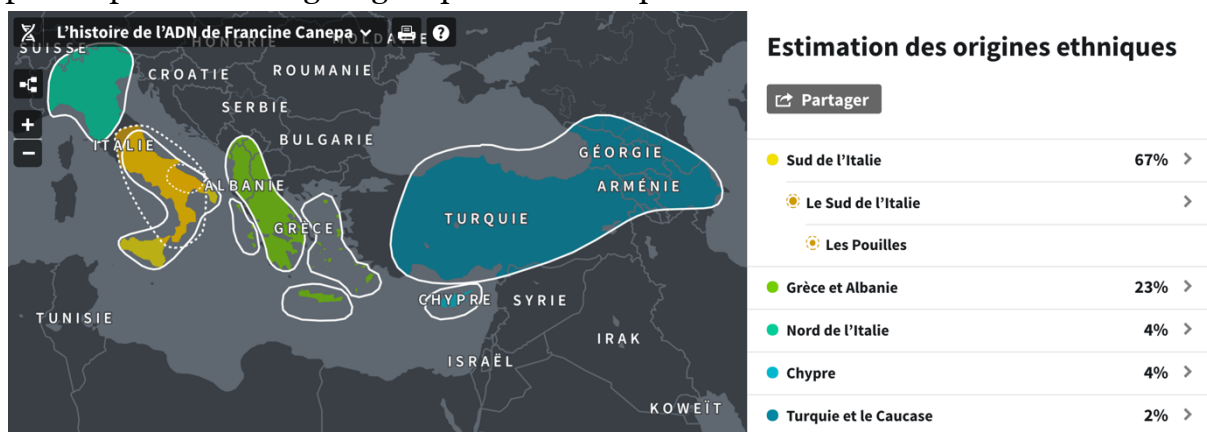 L'histoire de l'ADN de Francine Canepa
SUISSE
HONGRIE
MOLDAVIE
CROATIE
ROUMANIE
SERBIE
BULGARIE
ITALIE
ALBANIE
GRÈCE
GÉORGIE
ARMÉNIE
TURQUIE
CHYPRE
SYRIE
TUNISIE
IRAK
ISRAËL
KOWEÏT
Estimation des origines ethniques
Partager
Sud de l'Italie 67%
Le Sud de l'Italie
Les Pouilles
Grèce et Albanie 23%
Nord de l'Italie 4%
Chypre 4%
Turquie et le Caucase 2%